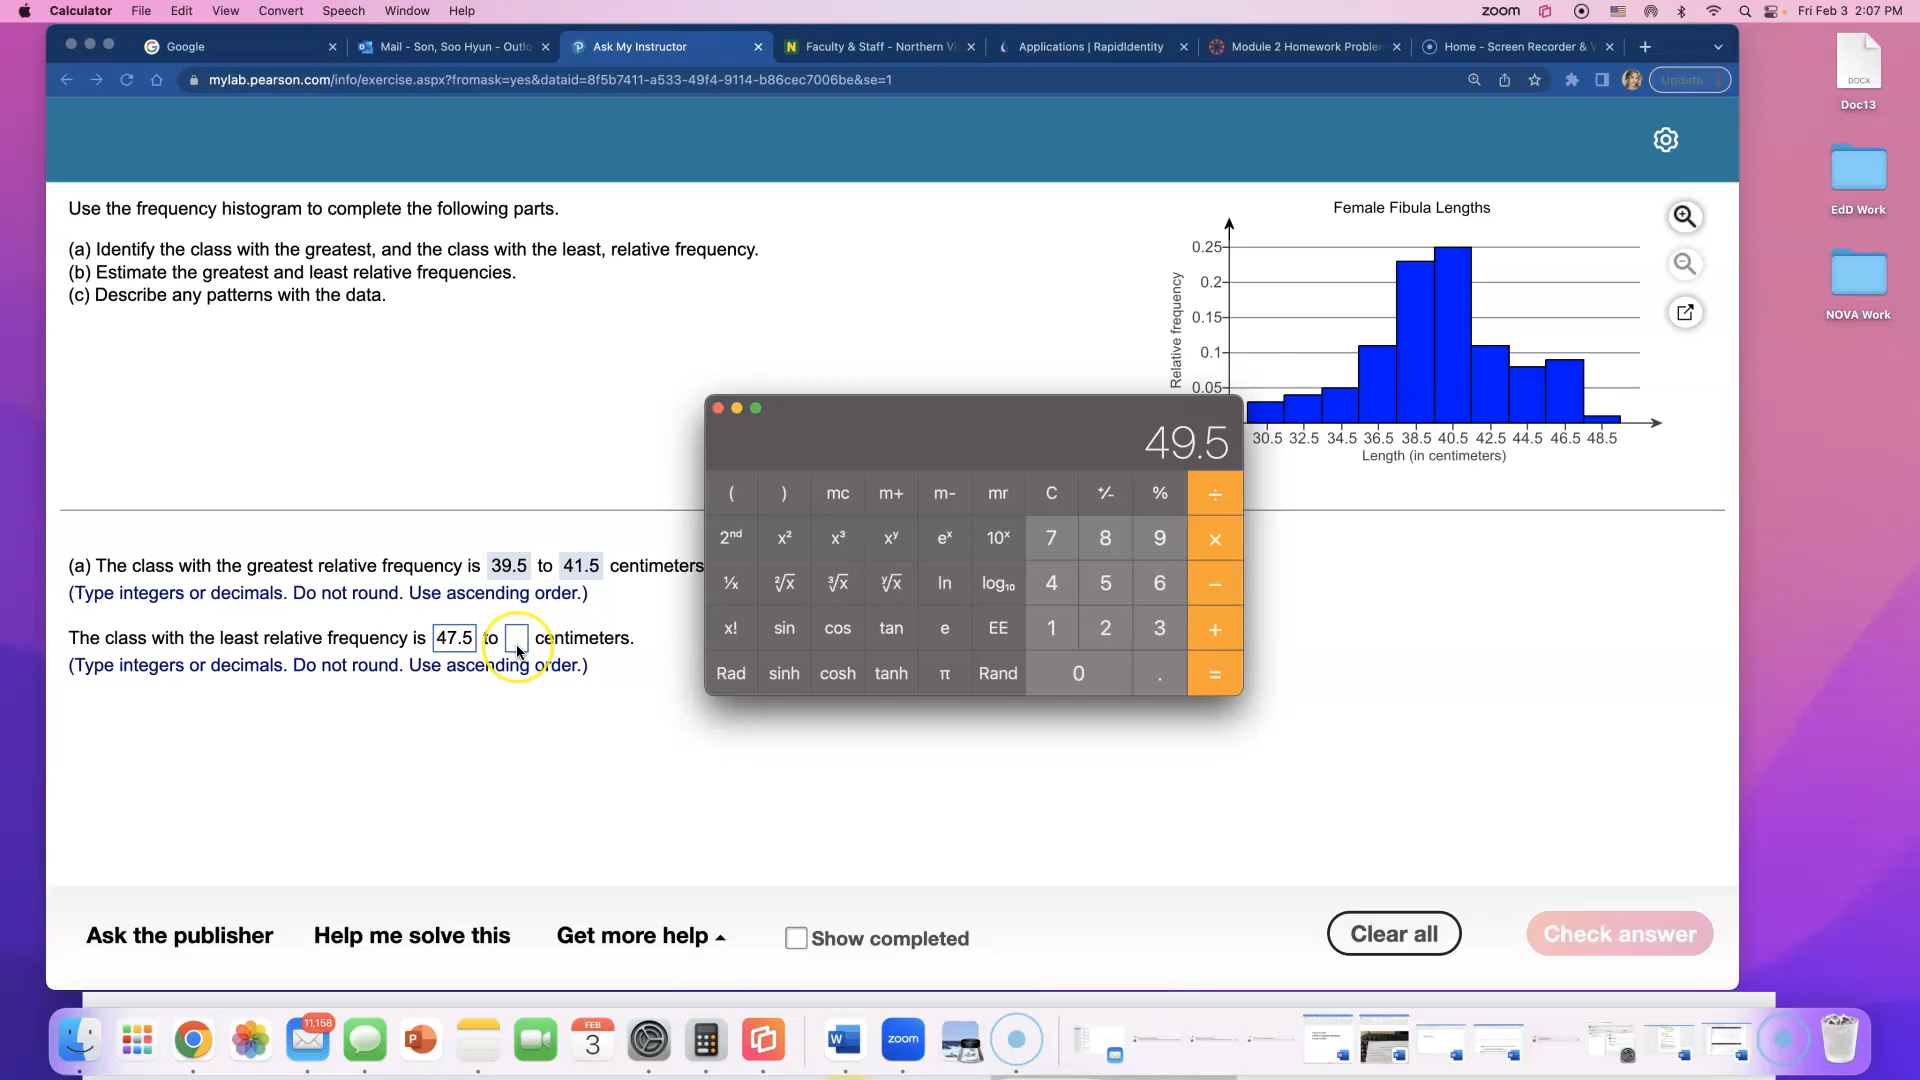 Calculator File Edit View Convert Speech Window Help zoom Fri Feb 3 2:07 PM
Google Mail - Son, Soo Hyun - Outlo Ask My Instructor Faculty & Staff - Northern Vi Applications | RapidIdentity Module 2 Homework Problem Home - Screen Recorder & V
mylab.pearson.com/info/exercise.aspx?fromask=yes&dataid=8f5b7411-a533-49f4-9114-b86cec7006be&se=1 Update
DOCX
Doc13
EdD Work
NOVA Work
Use the frequency histogram to complete the following parts.
(a) Identify the class with the greatest, and the class with the least, relative frequency.
(b) Estimate the greatest and least relative frequencies.
(c) Describe any patterns with the data.
Female Fibula Lengths
0.25
0.2
0.15
0.1
0.05
Relative frequency
30.5 32.5 34.5 36.5 38.5 40.5 42.5 44.5 46.5 48.5
Length (in centimeters)
49.5
( ) mc m+ m- mr C +⁄- % ÷
2nd x² x³ xʸ eˣ 10ˣ 7 8 9 ×
¹⁄x ²√x ³√x ʸ√x ln log₁₀ 4 5 6 −
x! sin cos tan e EE 1 2 3 +
Rad sinh cosh tanh π Rand 0 . =
(a) The class with the greatest relative frequency is 39.5 to 41.5 centimeters
(Type integers or decimals. Do not round. Use ascending order.)
The class with the least relative frequency is 47.5 to centimeters.
(Type integers or decimals. Do not round. Use ascending order.)
Ask the publisher Help me solve this Get more help Show completed Clear all Check answer
11,158
FEB
3
zoom